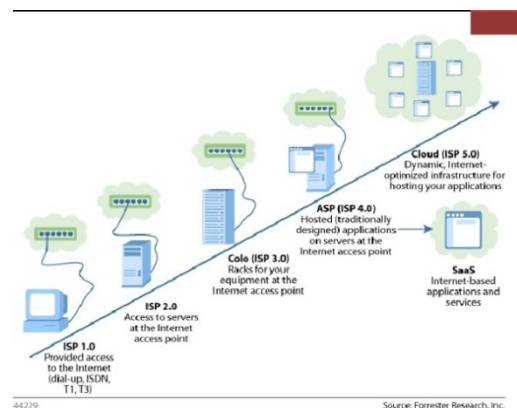 Cloud (ISP 5.0)
Dynamic, Internet-
optimized infrastructure for
hosting your applications
ASP (ISP 4.0)
Hosted (traditionally
designed) applications
on servers at the
Internet access point
SaaS
Internet-based
applications and
services
Colo (ISP 3.0)
Racks for your
equipment at the
Internet access point
ISP 2.0
Access to servers
at the Internet
access point
ISP 1.0
Provided access
to the Internet
(dial-up, ISDN,
T1, T3)
44229
Source: Forrester Research, Inc.